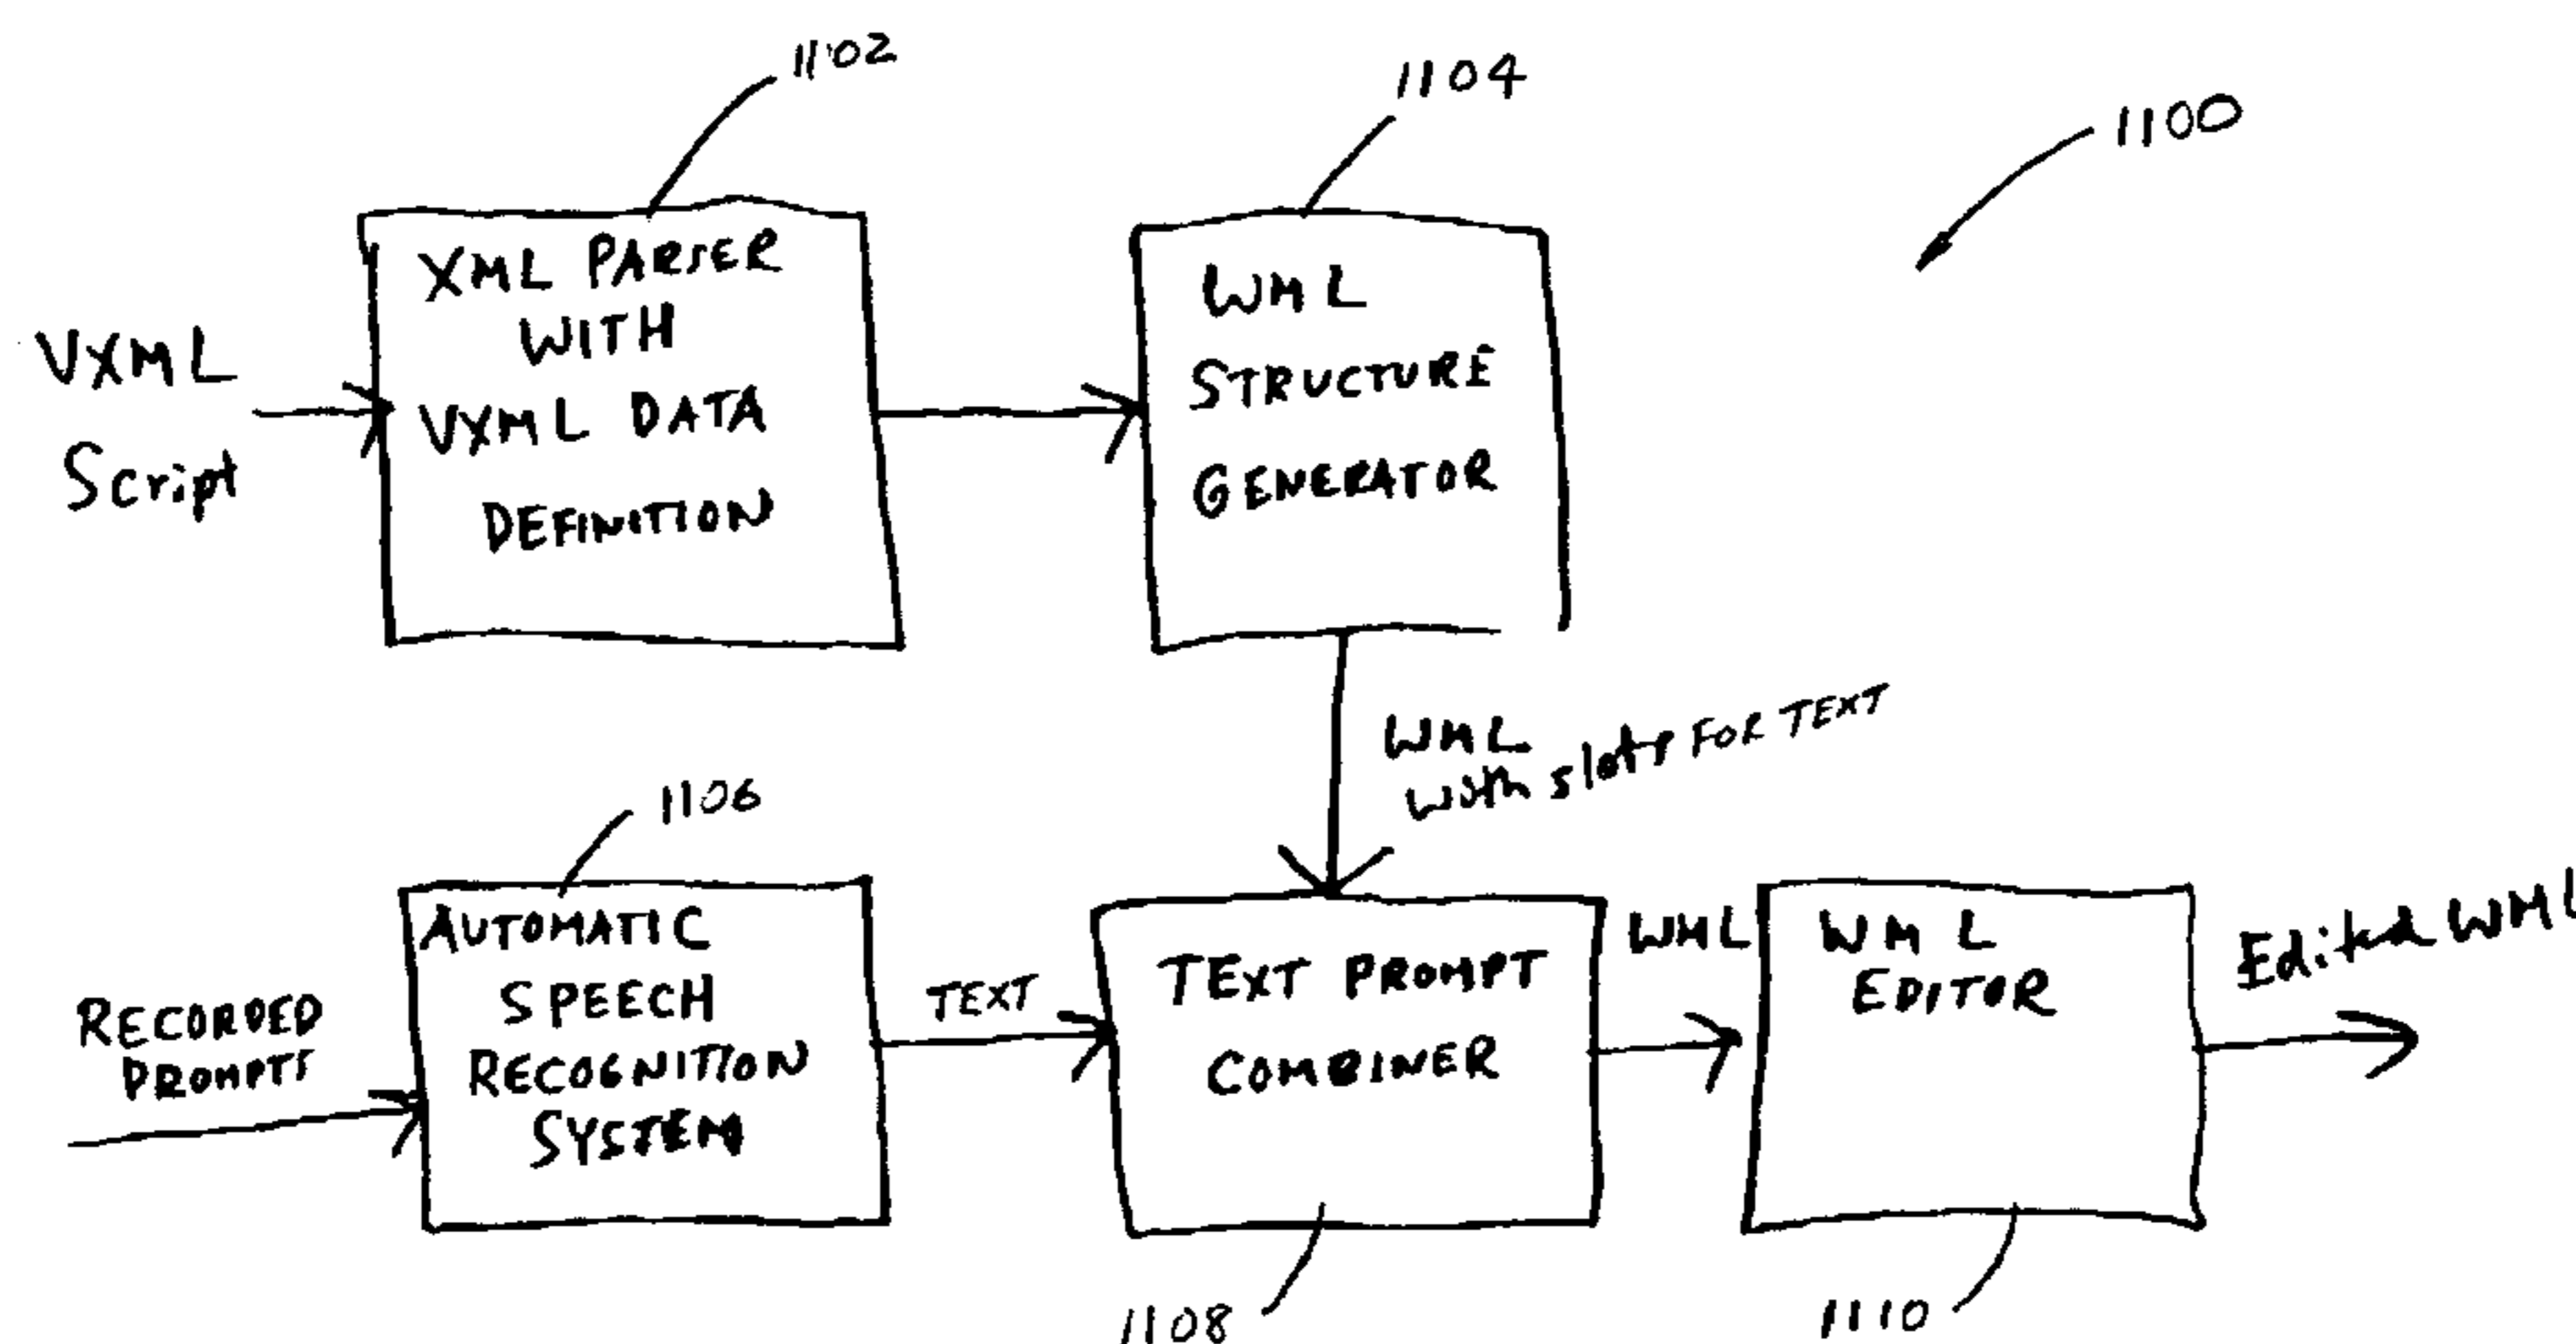 1102
1104
1100
XML PARSER
WITH
VXML DATA
DEFINITION
WML
STRUCTURE
GENERATOR
VXML
Script
WML
with slots FOR TEXT
1106
AUTOMATIC
SPEECH
RECOGNITION
SYSTEM
RECORDED
PROMPTS
TEXT
TEXT PROMPT
COMBINER
WML
WML
EDITOR
Edited WML
1108
1110